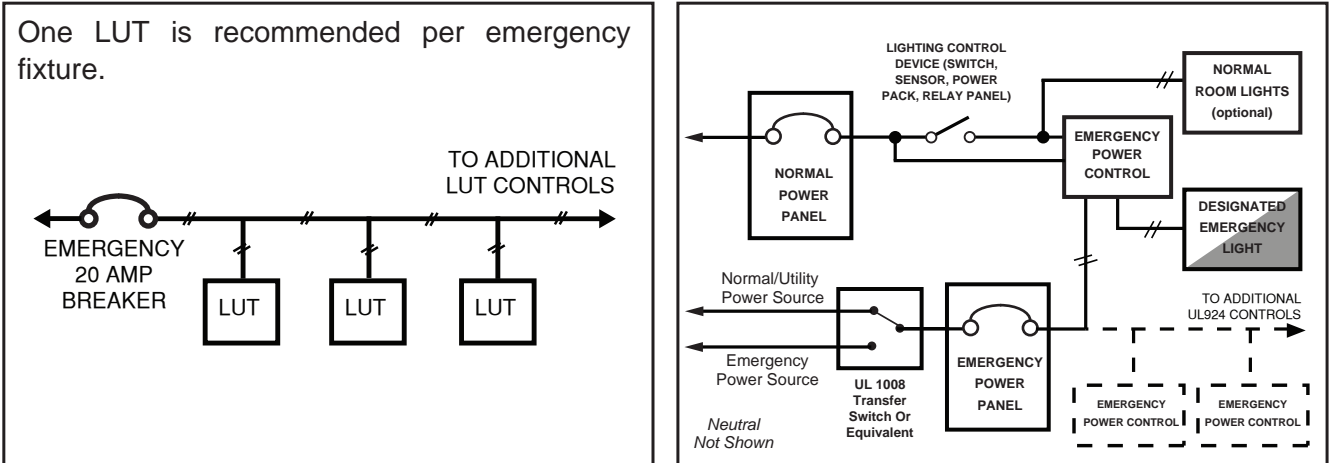 One LUT is recommended per emergency
fixture.
TO ADDITIONAL
LUT CONTROLS
EMERGENCY
20 AMP
BREAKER
LUT
LUT
LUT
LIGHTING CONTROL
DEVICE (SWITCH,
SENSOR, POWER
PACK, RELAY PANEL)
NORMAL
ROOM LIGHTS
(optional)
NORMAL
POWER
PANEL
EMERGENCY
POWER
CONTROL
DESIGNATED
EMERGENCY
LIGHT
Normal/Utility
Power Source
Emergency
Power Source
UL 1008
Transfer
Switch Or
Equivalent
EMERGENCY
POWER
PANEL
TO ADDITIONAL
UL924 CONTROLS
EMERGENCY
POWER CONTROL
EMERGENCY
POWER CONTROL
Neutral
Not Shown